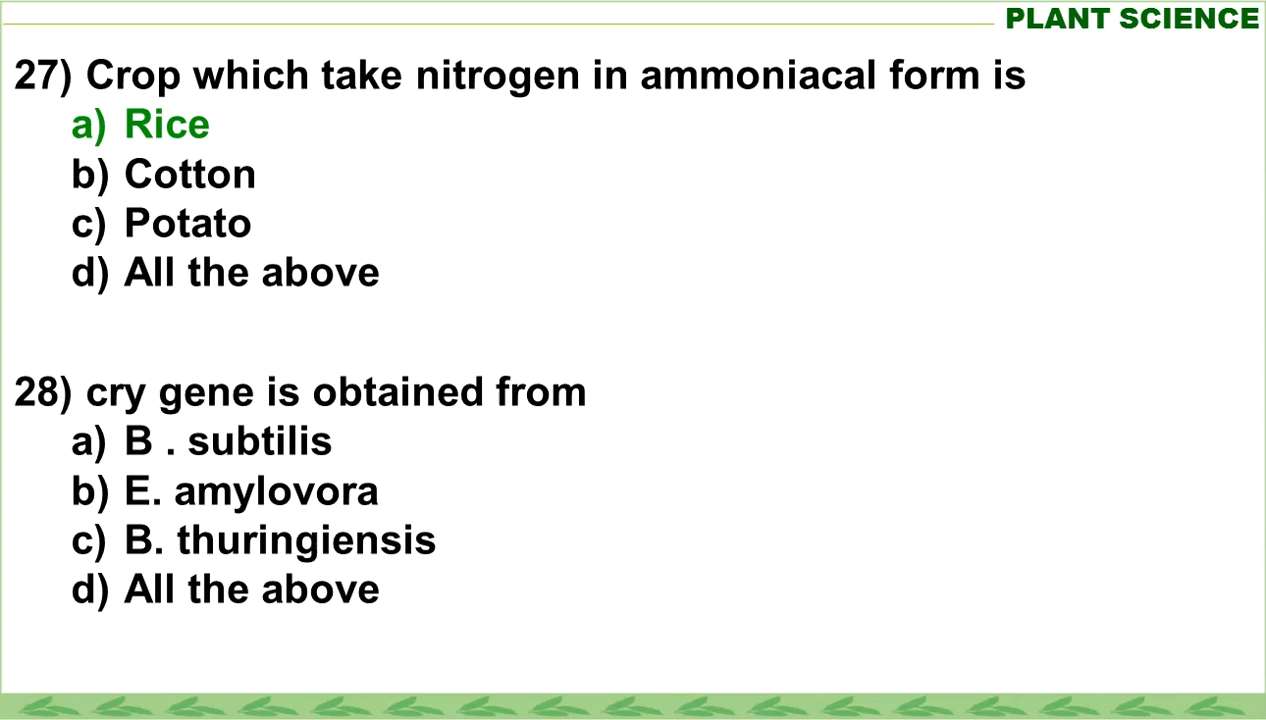 PLANT SCIENCE
27) Crop which take nitrogen in ammoniacal form is
a) Rice
b) Cotton
c) Potato
d) All the above
28) cry gene is obtained from
a) B . subtilis
b) E. amylovora
c) B. thuringiensis
d) All the above